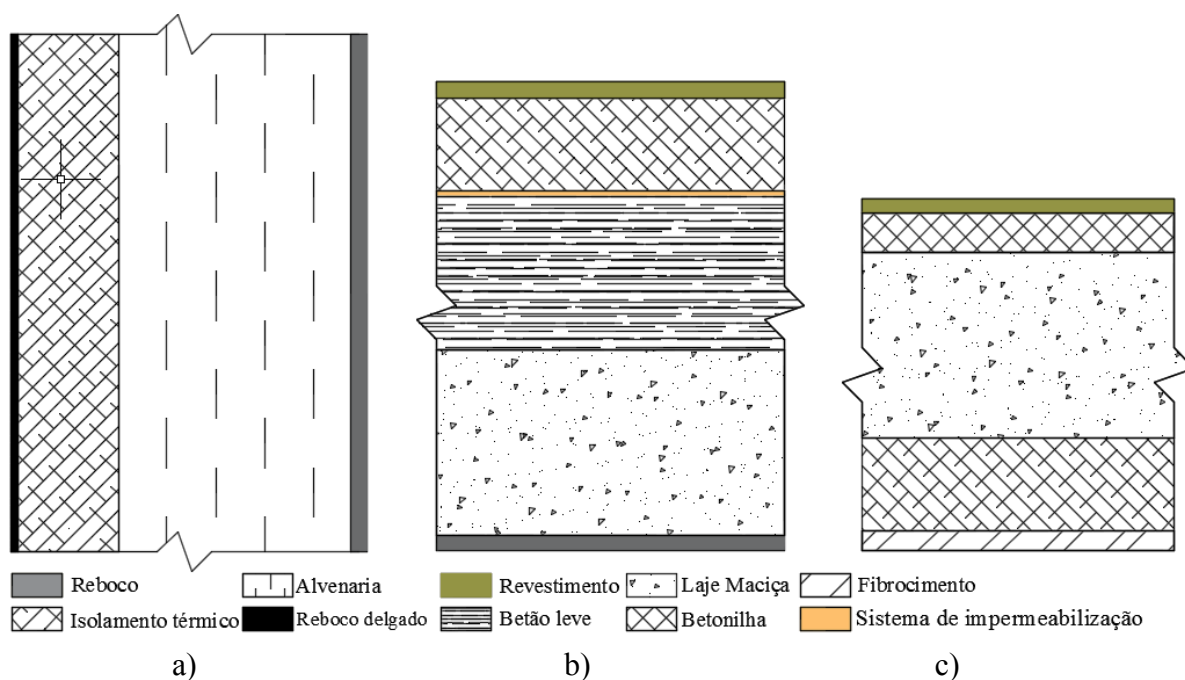 Reboco Alvenaria Revestimento Laje Maciça Fibrocimento
Isolamento térmico Reboco delgado Betão leve Betonilha Sistema de impermeabilização
a) b) c)